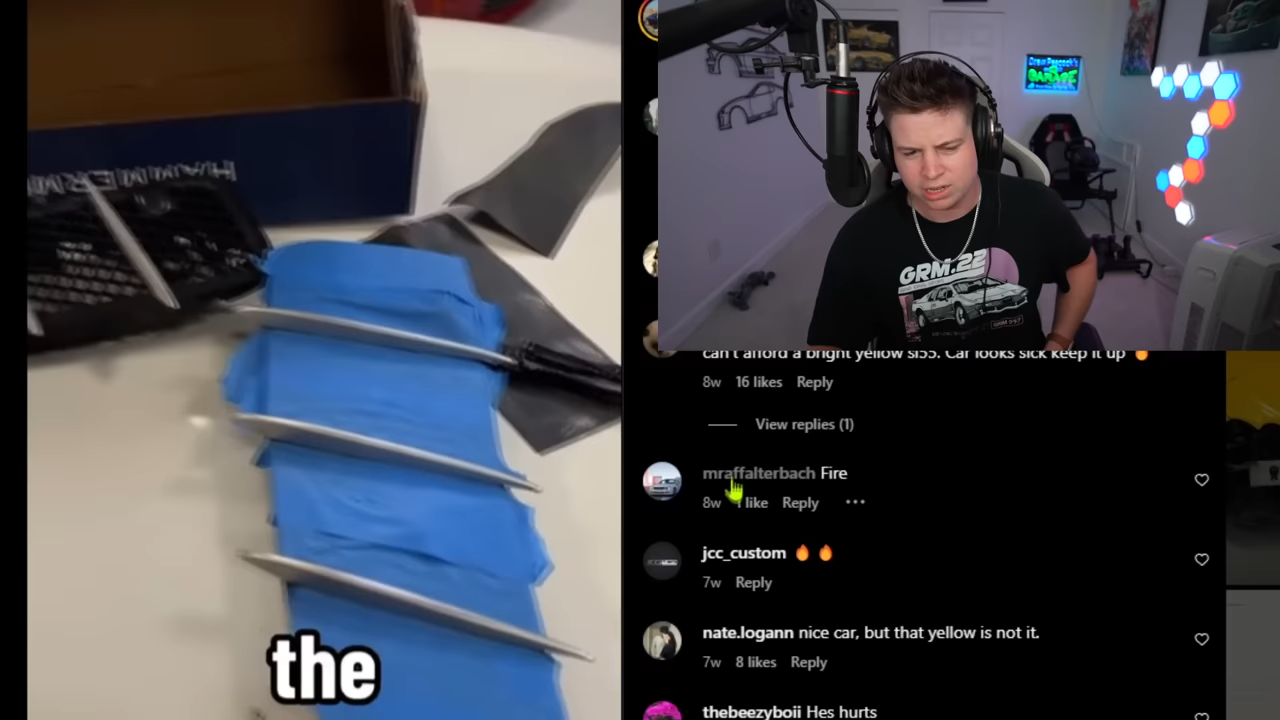 GARAGE
GRM.22
can't afford a bright yellow sl55. Car looks sick keep it up 🔥
8w 16 likes Reply
View replies (1)
mraffalterbach Fire
8w 1 like Reply •••
jcc_custom 🔥 🔥
7w Reply
nate.logann nice car, but that yellow is not it.
7w 8 likes Reply
thebeezyboii Hes hurts
the